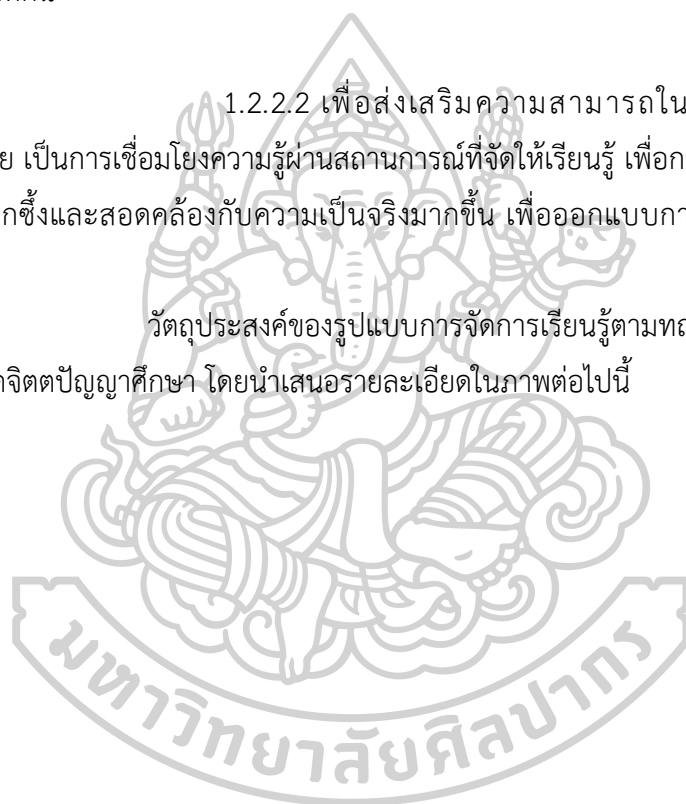 1.2.2.2 เพื่อส่งเสริมความสามารถใน
ย เป็นการเชื่อมโยงความรู้ผ่านสถานการณ์ที่จัดให้เรียนรู้ เพื่อก
กซึ้งและสอดคล้องกับความเป็นจริงมากขึ้น เพื่อออกแบบกา
วัตถุประสงค์ของรูปแบบการจัดการเรียนรู้ตามทฤ
จิตตปัญญาศึกษา โดยนำเสนอรายละเอียดในภาพต่อไปนี้
มหาวิทยาลัยศิลปากร